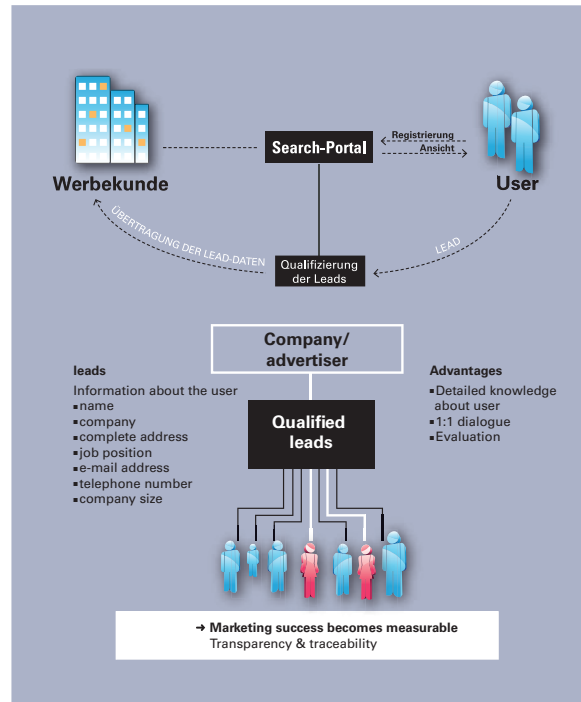 Registrierung
Search-Portal
Ansicht
Werbekunde
User
ÜBERTRAGUNG DER LEAD-DATEN
LEAD
Qualifizierung
der Leads
Company/
advertiser
leads
Information about the user
▪name
▪company
▪complete address
▪job position
▪e-mail address
▪telephone number
▪company size
Qualified
leads
Advantages
▪Detailed knowledge
about user
▪1:1 dialogue
▪Evaluation
➔ Marketing success becomes measurable
Transparency & traceability